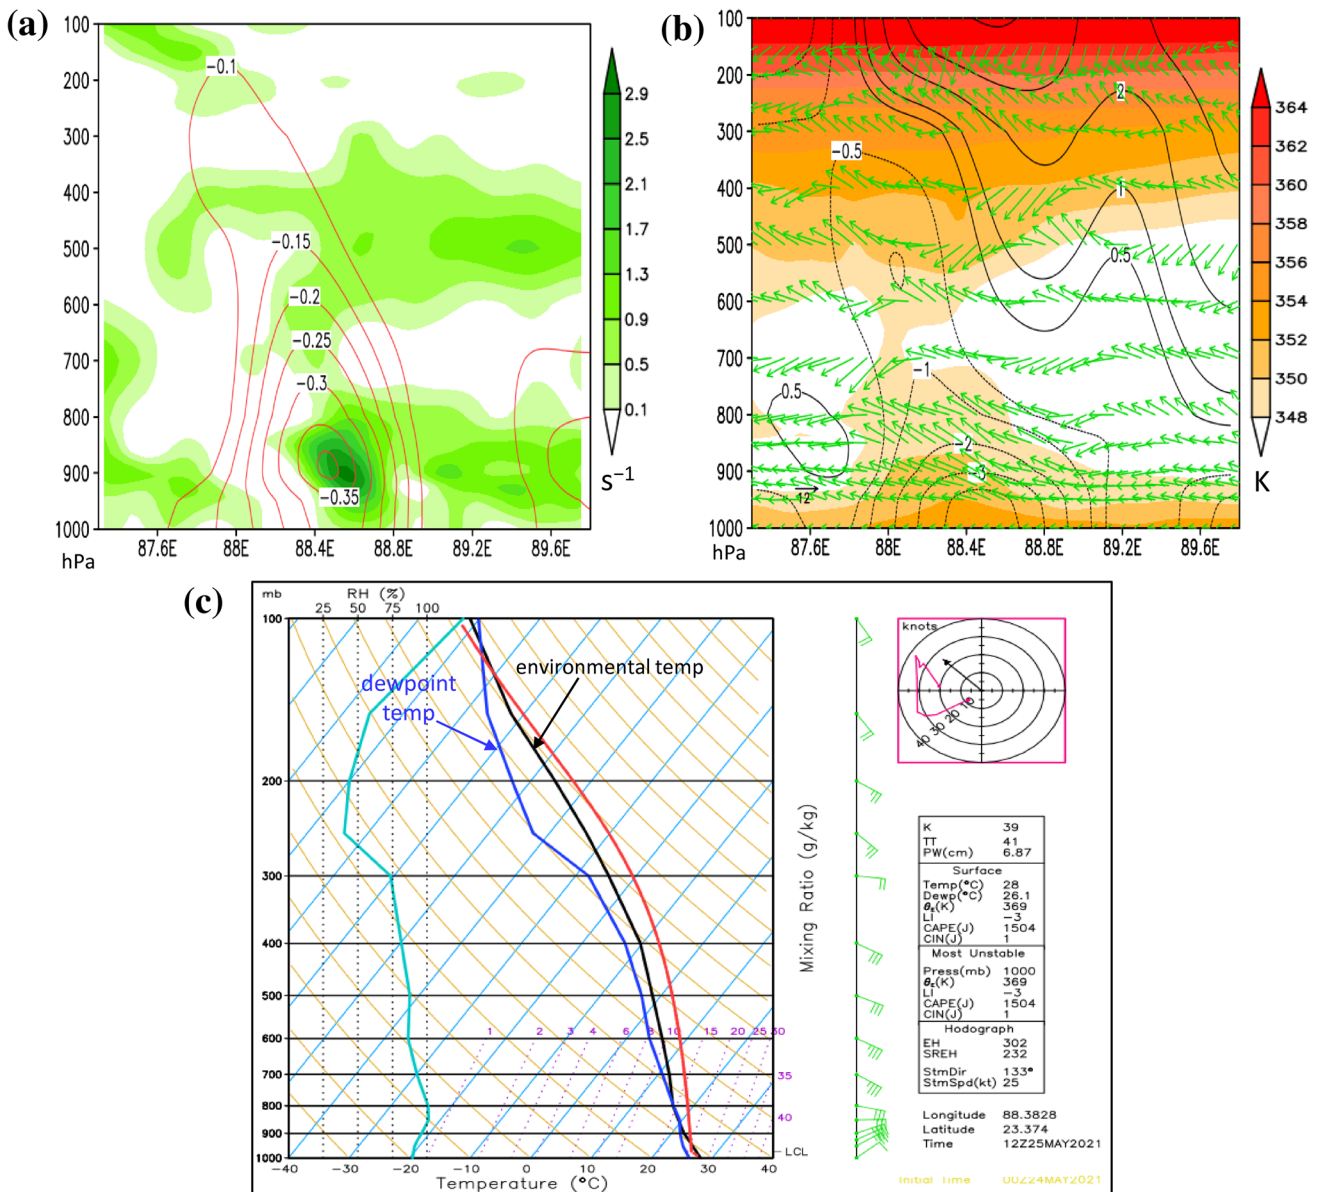 (a)
100
200
300
400
500
600
700
800
900
1000
hPa
87.6E 88E 88.4E 88.8E 89.2E 89.6E
-0.1
-0.15
-0.2
-0.25
-0.3
-0.35
2.9
2.5
2.1
1.7
1.3
0.9
0.5
0.1
s⁻¹
(b)
100
200
300
400
500
600
700
800
900
1000
hPa
87.6E 88E 88.4E 88.8E 89.2E 89.6E
2
-0.5
1
0.5
-1
0.5
-2
-3
12
364
362
360
358
356
354
352
350
348
K
(c)
mb
RH (%)
25 50 75 100
100
200
300
400
500
600
700
800
900
1000
environmental temp
dewpoint
temp
1 2 3 4 6 8 10 15 20 25 30
35
40
LCL
-40 -30 -20 -10 0 10 20 30 40
Temperature (°C)
Mixing Ratio (g/kg)
knots
40 30 20 10
K 39
TT 41
PW(cm) 6.87
Surface
Temp(°C) 28
Dewp(°C) 26.1
θE(K) 369
LI -3
CAPE(J) 1504
CIN(J) 1
Most Unstable
Press(mb) 1000
θE(K) 369
LI -3
CAPE(J) 1504
CIN(J) 1
Hodograph
EH 302
SREH 232
StmDir 133°
StmSpd(kt) 25
Longitude 88.3828
Latitude 23.374
Time 12Z25MAY2021
Initial Time 00Z24MAY2021